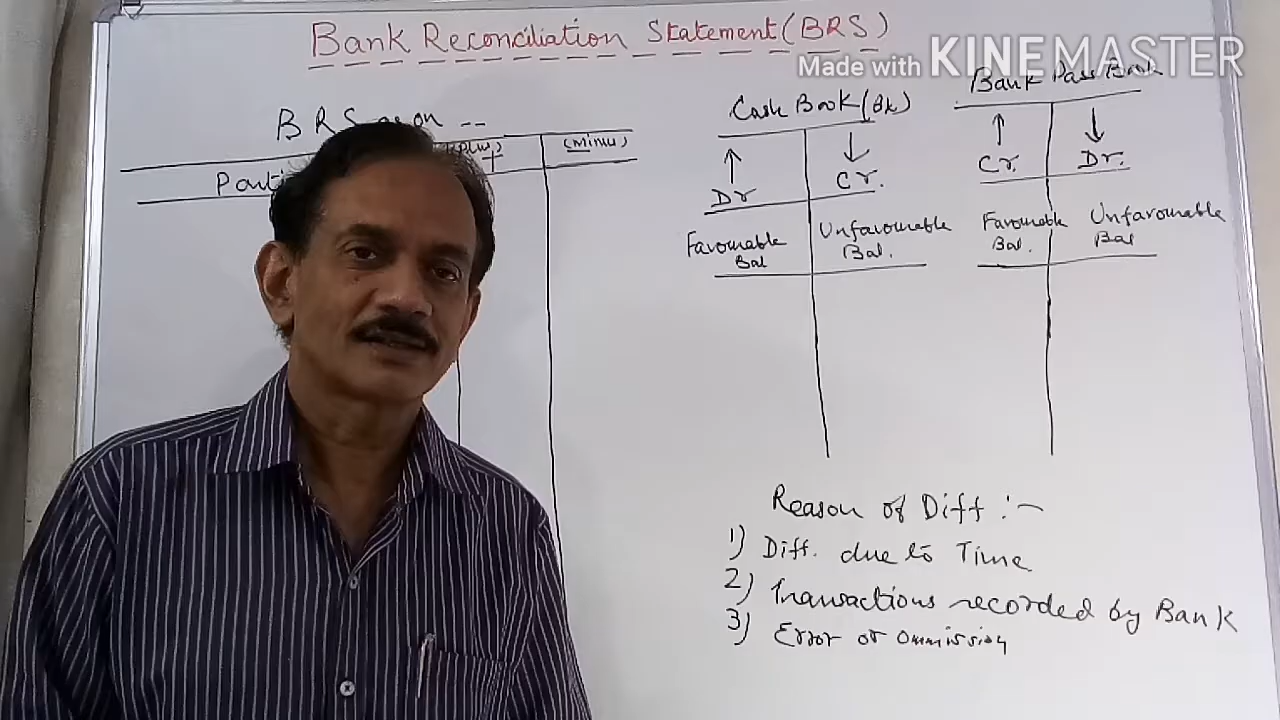 Bank Reconciliation Statement (BRS)
Made with KINEMASTER
BRS as on --
(plus) +
(minus)
Parti
Cash Book (Bk)
Dr
Cr.
Favourable Bal
Unfavourable Bal.
Bank Pass Book
Cr.
Dr.
Favourable Bal.
Unfavourable Bal
Reason of Diff :-
1) Diff. due to Time
2) Transactions recorded by Bank
3) Error or Ommission